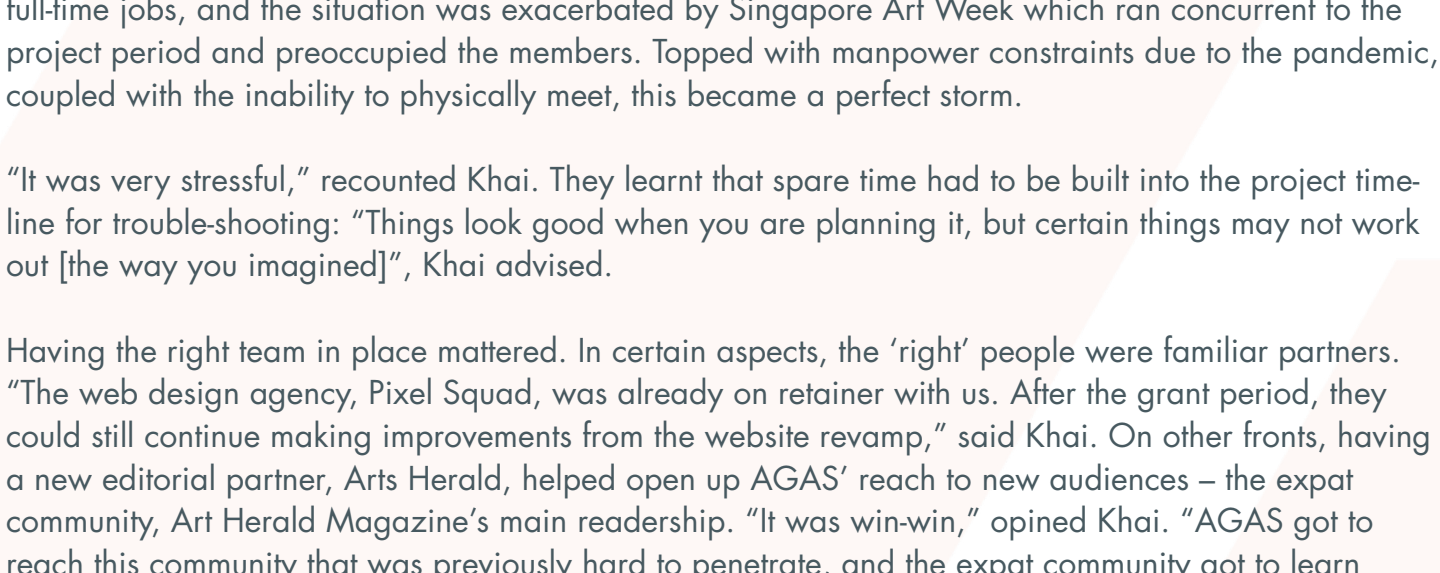 full-time jobs, and the situation was exacerbated by Singapore Art Week which ran concurrent to the
project period and preoccupied the members. Topped with manpower constraints due to the pandemic,
coupled with the inability to physically meet, this became a perfect storm.
“It was very stressful,” recounted Khai. They learnt that spare time had to be built into the project time-
line for trouble-shooting: “Things look good when you are planning it, but certain things may not work
out [the way you imagined]”, Khai advised.
Having the right team in place mattered. In certain aspects, the ‘right’ people were familiar partners.
“The web design agency, Pixel Squad, was already on retainer with us. After the grant period, they
could still continue making improvements from the website revamp,” said Khai. On other fronts, having
a new editorial partner, Arts Herald, helped open up AGAS’ reach to new audiences – the expat
community, Art Herald Magazine’s main readership. “It was win-win,” opined Khai. “AGAS got to
reach this community that was previously hard to penetrate, and the expat community got to learn